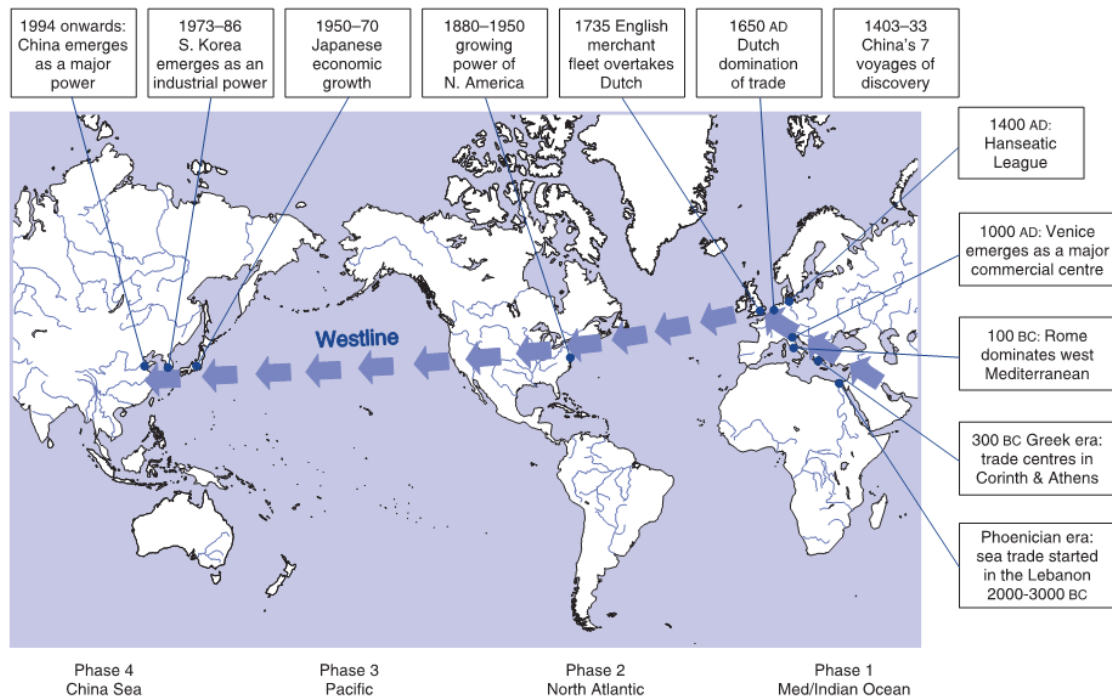 1994 onwards:
China emerges
as a major
power
1973–86
S. Korea
emerges as an
industrial power
1950–70
Japanese
economic
growth
1880–1950
growing
power of
N. America
1735 English
merchant
fleet overtakes
Dutch
1650 AD
Dutch
domination
of trade
1403–33
China's 7
voyages of
discovery
1400 AD:
Hanseatic
League
1000 AD: Venice
emerges as a major
commercial centre
Westline
100 BC: Rome
dominates west
Mediterranean
300 BC Greek era:
trade centres in
Corinth & Athens
Phoenician era:
sea trade started
in the Lebanon
2000-3000 BC
Phase 4
China Sea
Phase 3
Pacific
Phase 2
North Atlantic
Phase 1
Med/Indian Ocean